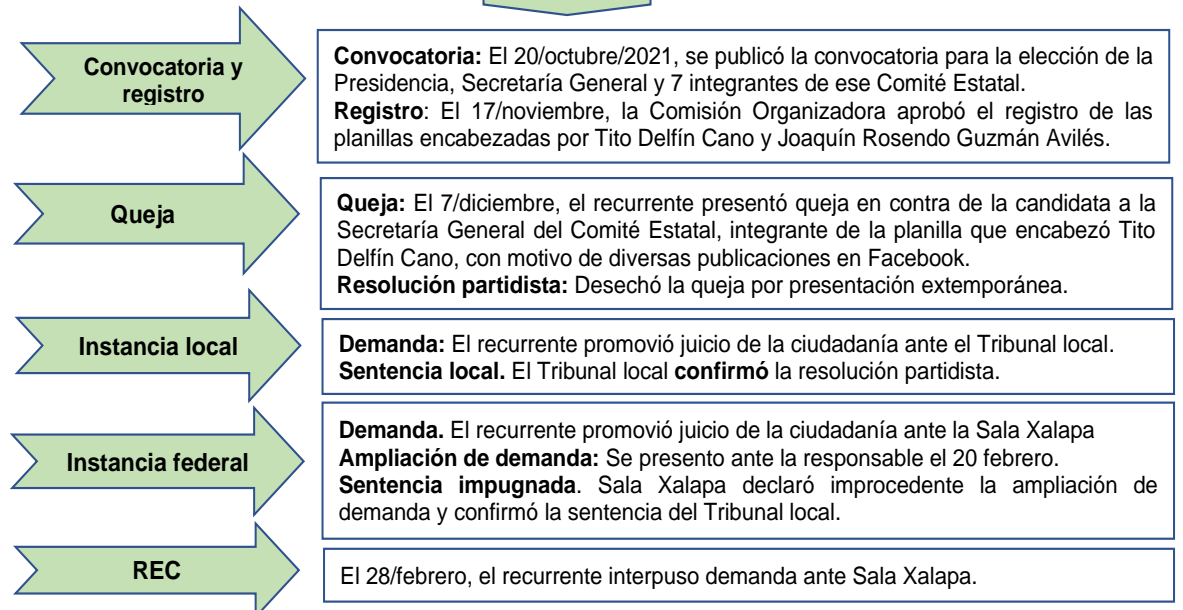 Convocatoria y
registro
Convocatoria: El 20/octubre/2021, se publicó la convocatoria para la elección de la
Presidencia, Secretaría General y 7 integrantes de ese Comité Estatal.
Registro: El 17/noviembre, la Comisión Organizadora aprobó el registro de las
planillas encabezadas por Tito Delfín Cano y Joaquín Rosendo Guzmán Avilés.
Queja
Queja: El 7/diciembre, el recurrente presentó queja en contra de la candidata a la
Secretaría General del Comité Estatal, integrante de la planilla que encabezó Tito
Delfín Cano, con motivo de diversas publicaciones en Facebook.
Resolución partidista: Desechó la queja por presentación extemporánea.
Instancia local
Demanda: El recurrente promovió juicio de la ciudadanía ante el Tribunal local.
Sentencia local. El Tribunal local confirmó la resolución partidista.
Instancia federal
Demanda. El recurrente promovió juicio de la ciudadanía ante la Sala Xalapa
Ampliación de demanda: Se presento ante la responsable el 20 febrero.
Sentencia impugnada. Sala Xalapa declaró improcedente la ampliación de
demanda y confirmó la sentencia del Tribunal local.
REC
El 28/febrero, el recurrente interpuso demanda ante Sala Xalapa.